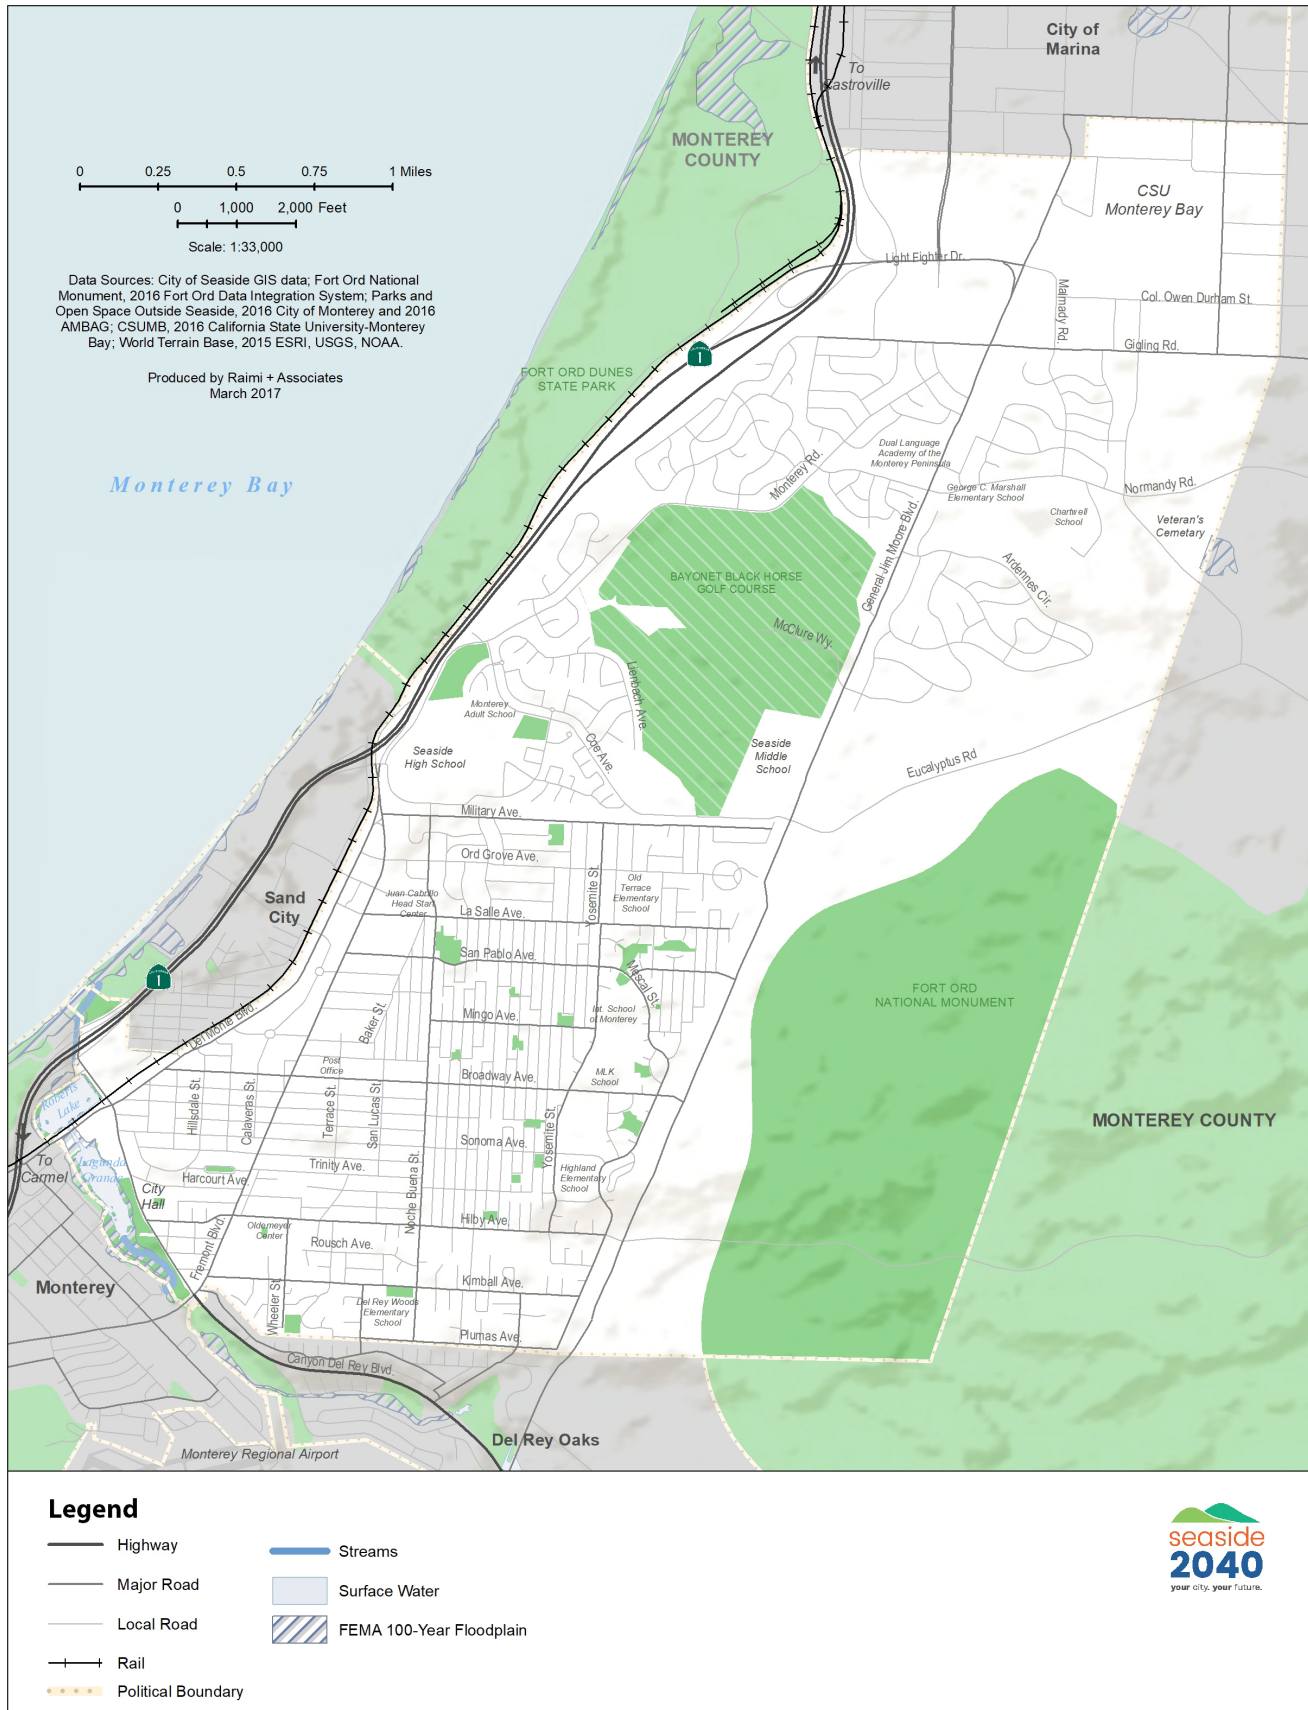 City of
Marina
To
Castroville
MONTEREY
COUNTY
0 0.25 0.5 0.75 1 Miles
0 1,000 2,000 Feet
Scale: 1:33,000
Data Sources: City of Seaside GIS data; Fort Ord National
Monument, 2016 Fort Ord Data Integration System; Parks and
Open Space Outside Seaside, 2016 City of Monterey and 2016
AMBAG; CSUMB, 2016 California State University-Monterey
Bay; World Terrain Base, 2015 ESRI, USGS, NOAA.
Produced by Raimi + Associates
March 2017
CSU
Monterey Bay
Light Fighter Dr.
Malmady Rd.
Col. Owen Durham St.
Gigling Rd.
1
FORT ORD DUNES
STATE PARK
Monterey Bay
Dual Language
Academy of the
Monterey Peninsula
Monterey Rd.
George C. Marshall
Elementary School
Normandy Rd.
Chartwell
School
Veteran's
Cemetary
General Jim Moore Blvd.
BAYONET BLACK HORSE
GOLF COURSE
Ardennes Cir.
McClure Wy.
Lienbach Ave.
Monterey
Adult School
Coe Ave.
Seaside
High School
Seaside
Middle
School
Eucalyptus Rd
Military Ave.
Ord Grove Ave.
Yosemite St.
Old
Terrace
Elementary
School
Juan Cabrillo
Head Start
Center
Sand
City
La Salle Ave.
San Pablo Ave.
Mescal St.
1
FORT ORD
NATIONAL MONUMENT
Del Monte Blvd.
Baker St.
Mingo Ave.
Int. School
of Monterey
Post
Office
Broadway Ave.
MLK
School
Roberts
Lake
Hillsdale St.
Calaveras St.
Terrace St.
San Lucas St.
Yosemite St.
MONTEREY COUNTY
Sonoma Ave.
To
Carmel
Laguna
Grande
Trinity Ave.
Harcourt Ave.
City
Hall
Noche Buena St.
Highland
Elementary
School
Hilby Ave.
Fremont Blvd.
Oldemeyer
Center
Rousch Ave.
Monterey
Wheeler St.
Kimball Ave.
Del Rey Woods
Elementary
School
Plumas Ave.
Canyon Del Rey Blvd.
Del Rey Oaks
Monterey Regional Airport
Legend
Highway
Major Road
Local Road
Rail
Political Boundary
Streams
Surface Water
FEMA 100-Year Floodplain
seaside
2040
your city. your future.